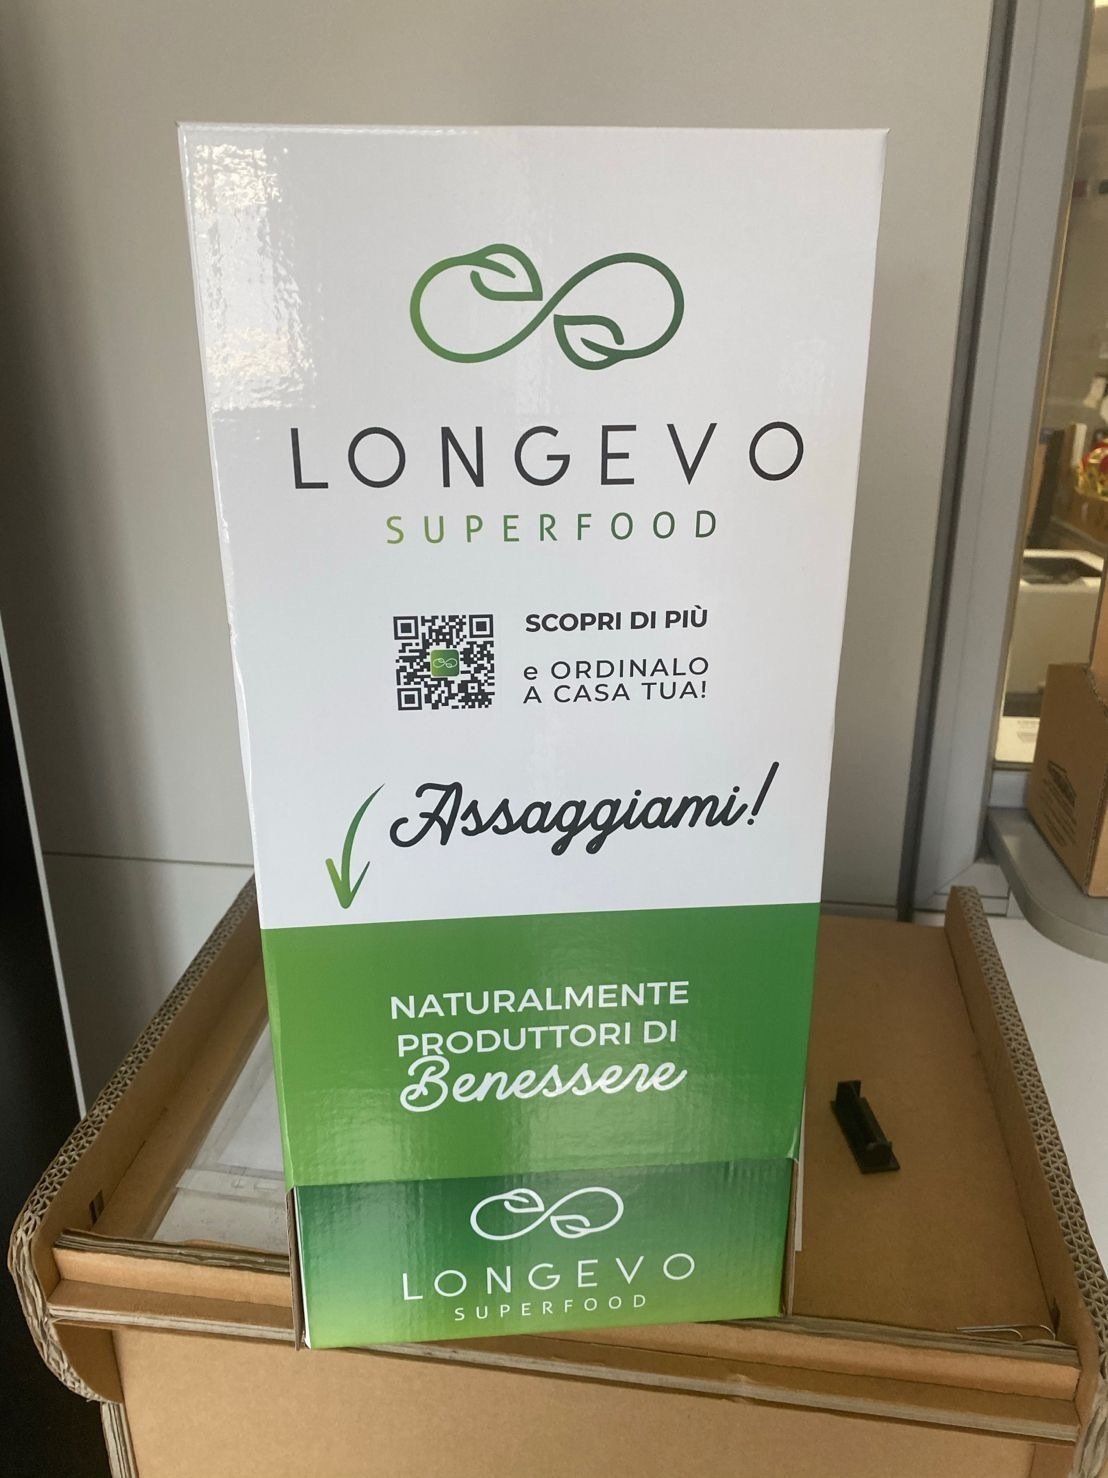 LONGEVO
SUPERFOOD
SCOPRI DI PIÙ
e ORDINALO
A CASA TUA!
Assaggiami!
NATURALMENTE
PRODUTTORI DI
Benessere
LONGEVO
SUPERFOOD